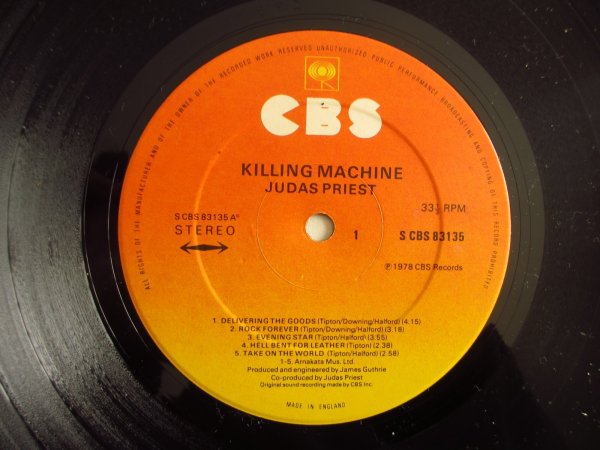 ALL RIGHTS OF THE MANUFACTURER AND OF THE OWNER OF THE RECORDED WORK RESERVED UNAUTHORIZED PUBLIC PERFORMANCE BROADCASTING AND COPYING OF THIS RECORD PROHIBITED
CBS
KILLING MACHINE
JUDAS PRIEST
33⅓ RPM
S CBS 83135 A
STEREO
1
S CBS 83135
℗ 1978 CBS Records
1. DELIVERING THE GOODS (Tipton/Downing/Halford) (4:15)
2. ROCK FOREVER (Tipton/Downing/Halford) (3:18)
3. EVENING STAR (Tipton/Halford) (3:55)
4. HELL BENT FOR LEATHER (Tipton) (2.38)
5. TAKE ON THE WORLD (Tipton/Halford) (2.58)
1-5. Arnakata Mus. Ltd.
Produced and engineered by James Guthrie
Co-produced by Judas Priest
Original sound recording made by CBS Inc.
MADE IN ENGLAND